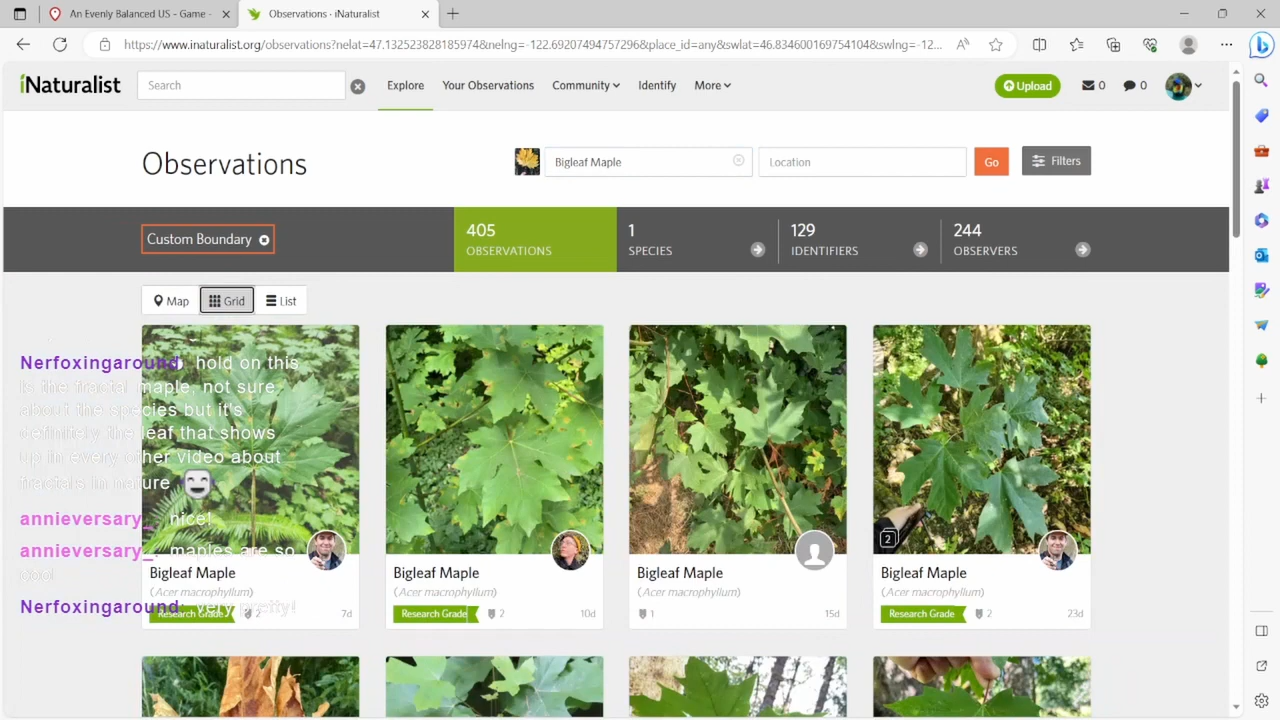 An Evenly Balanced US - Game -
Observations · iNaturalist
https://www.inaturalist.org/observations?nelat=47.132523828185974&nelng=-122.695074947572968&place_id=any&swlat=46.8346001697541048&swlng=-12...
iNaturalist
Search
Explore
Your Observations
Community
Identify
More
Upload
0
0
Observations
Bigleaf Maple
Location
Go
Filters
Custom Boundary
405
OBSERVATIONS
1
SPECIES
129
IDENTIFIERS
244
OBSERVERS
Map
Grid
List
Nerfoxingaround: hold on this
is the fractal maple, not sure
about the species but it's
definitely the leaf that shows
up in every other video about
fractals in nature
annieversary_: nice!
annieversary_: maples are so
cool
Nerfoxingaround: very pretty!
2
Bigleaf Maple
(Acer macrophyllum)
Research Grade
2
7d
Bigleaf Maple
(Acer macrophyllum)
Research Grade
2
10d
Bigleaf Maple
(Acer macrophyllum)
1
15d
Bigleaf Maple
(Acer macrophyllum)
Research Grade
2
23d